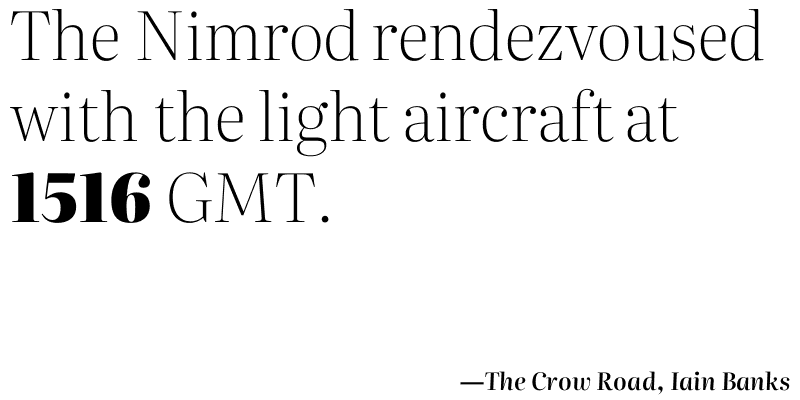 The Nimrod rendezvoused
with the light aircraft at
1516 GMT.
—The Crow Road, Iain Banks